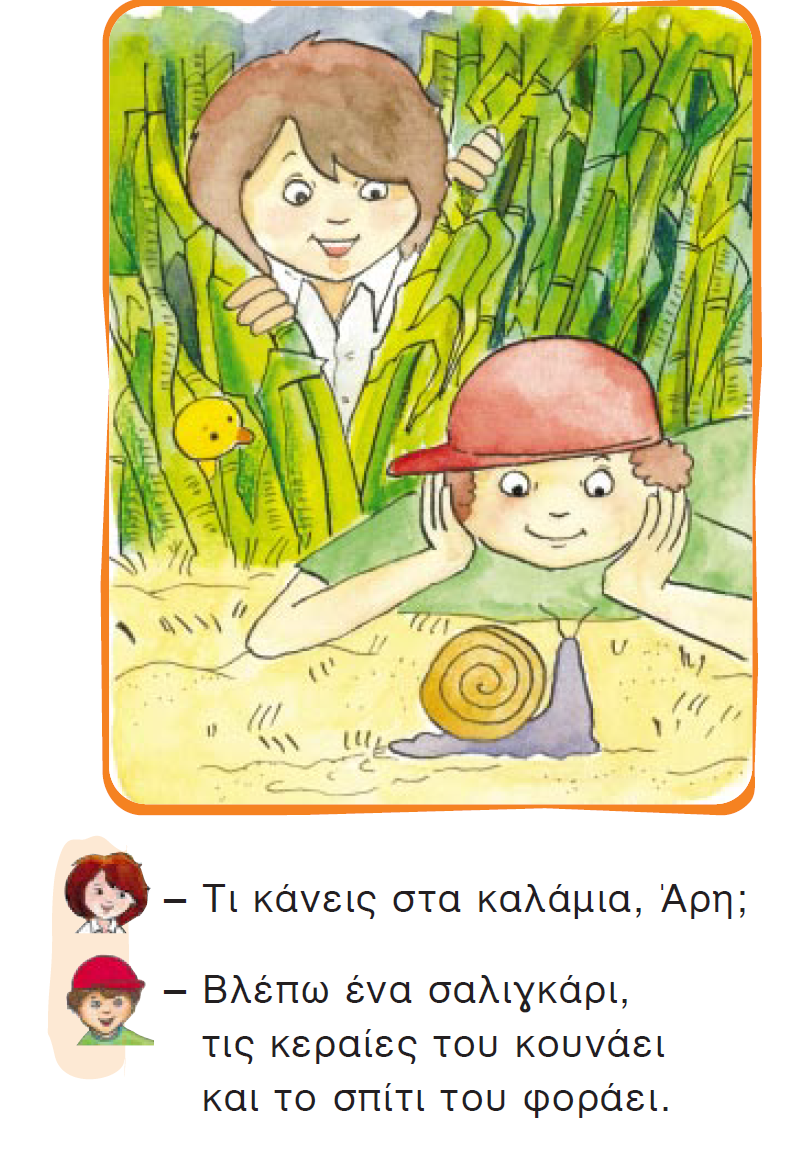 – Τι κάνεις στα καλάμια, Άρη;
– Βλέπω ένα σαλιγκάρι,
τις κεραίες του κουνάει
και το σπίτι του φοράει.